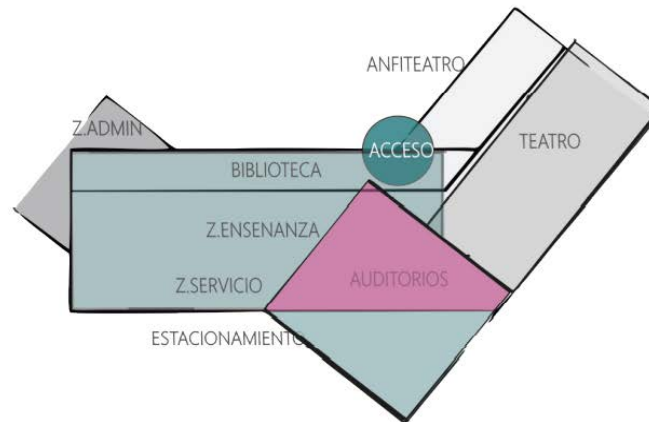 ANFITEATRO
Z.ADMIN
ACCESO
TEATRO
BIBLIOTECA
Z.ENSENANZA
Z.SERVICIO
AUDITORIOS
ESTACIONAMIENTO